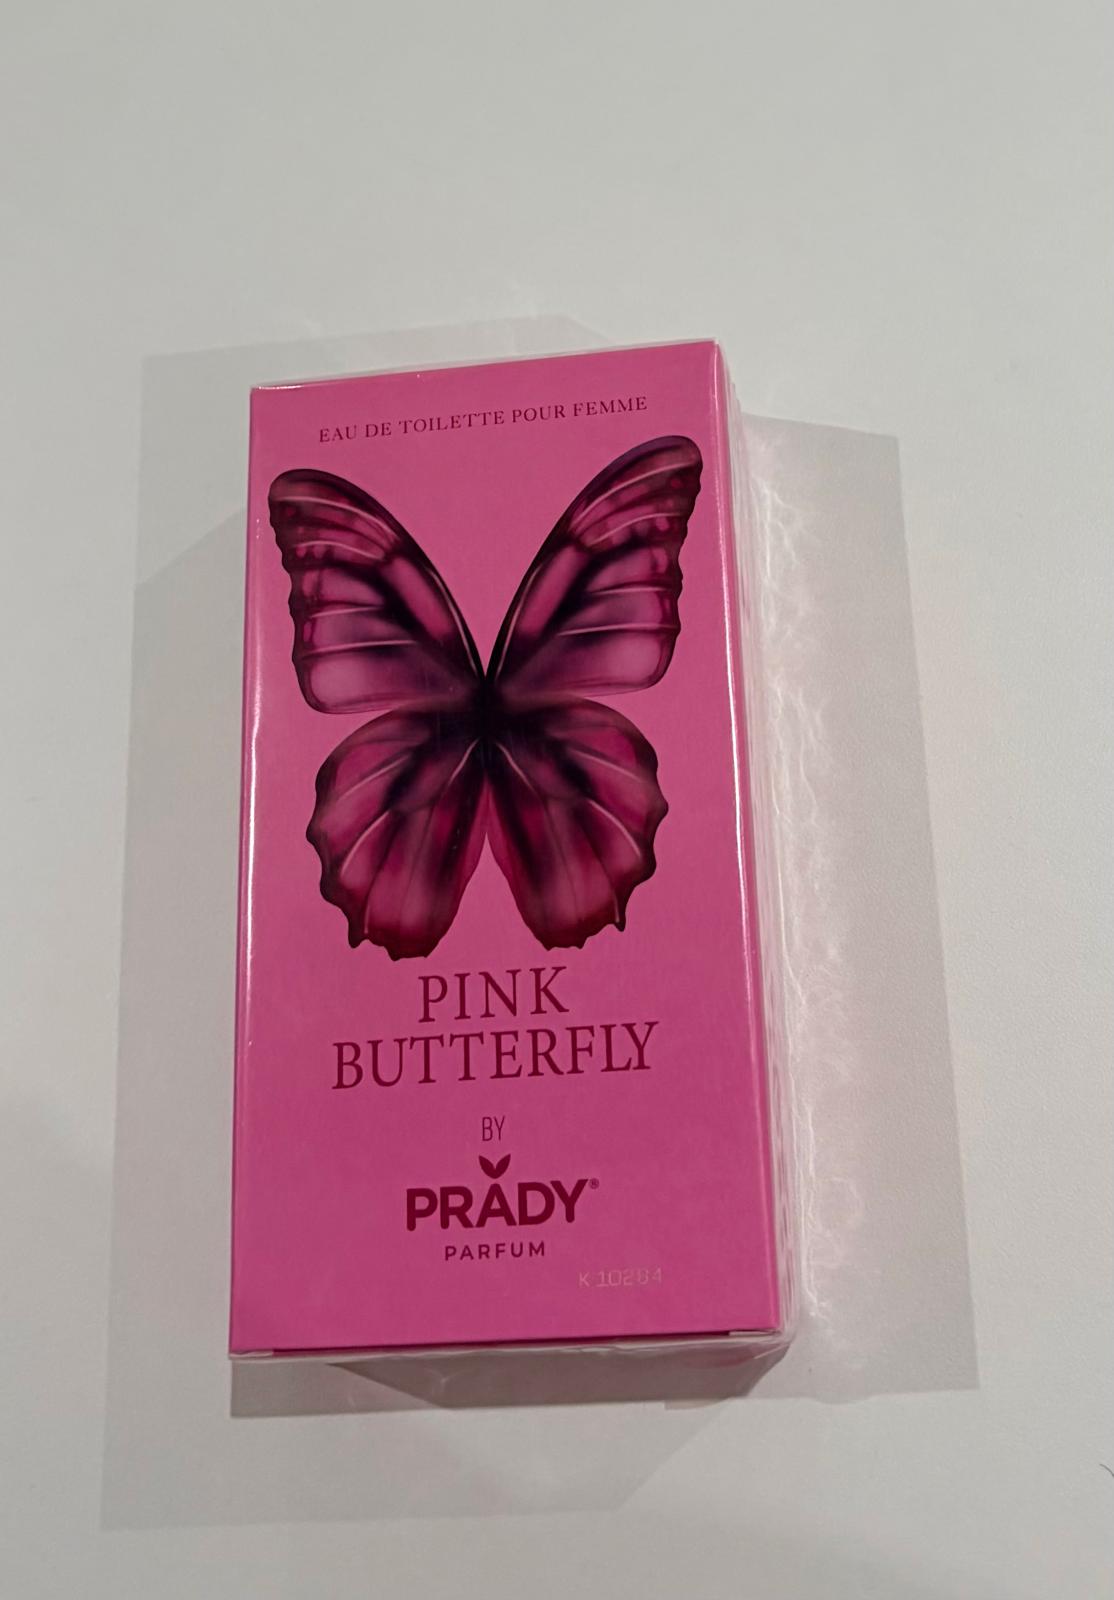 EAU DE TOILETTE POUR FEMME
PINK
BUTTERFLY
BY
PRADY®
PARFUM
K 10284